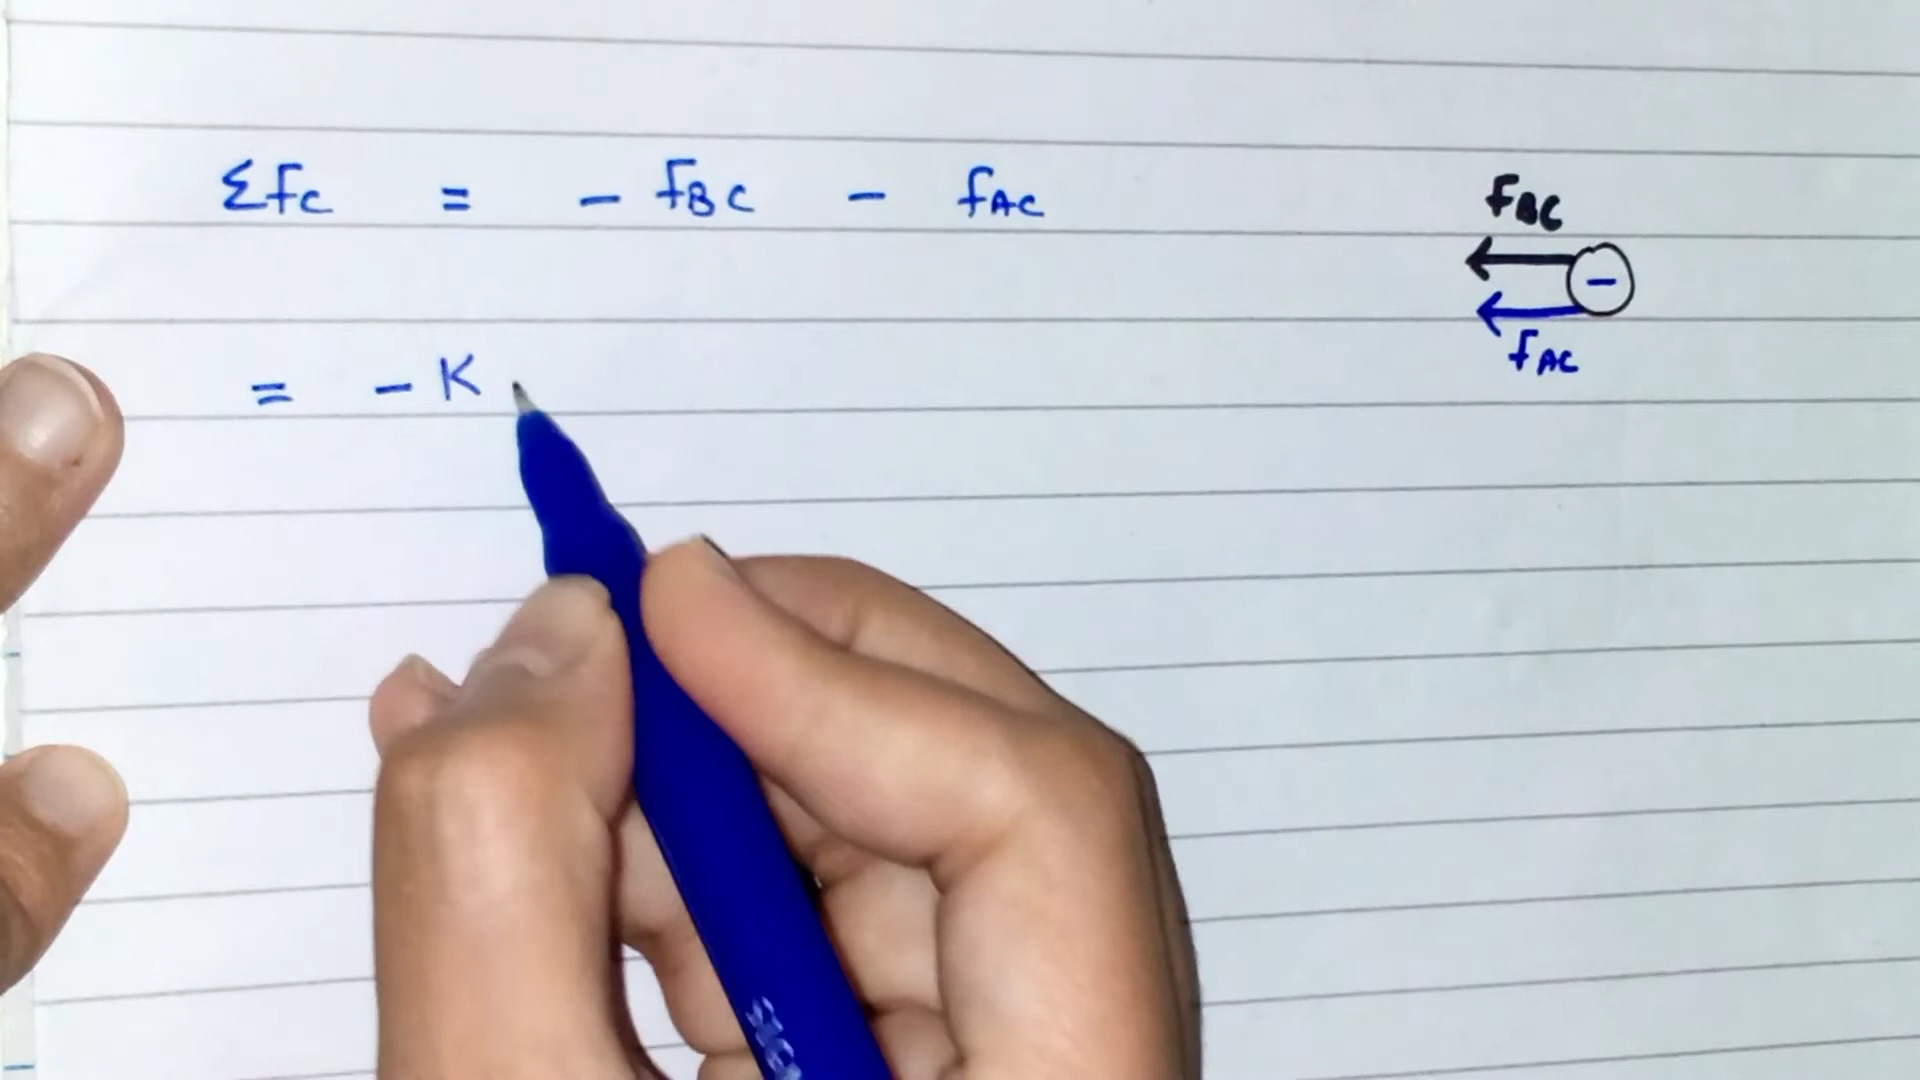 Σfc = - fBC - fAC
fBC
-
fAC
= - K